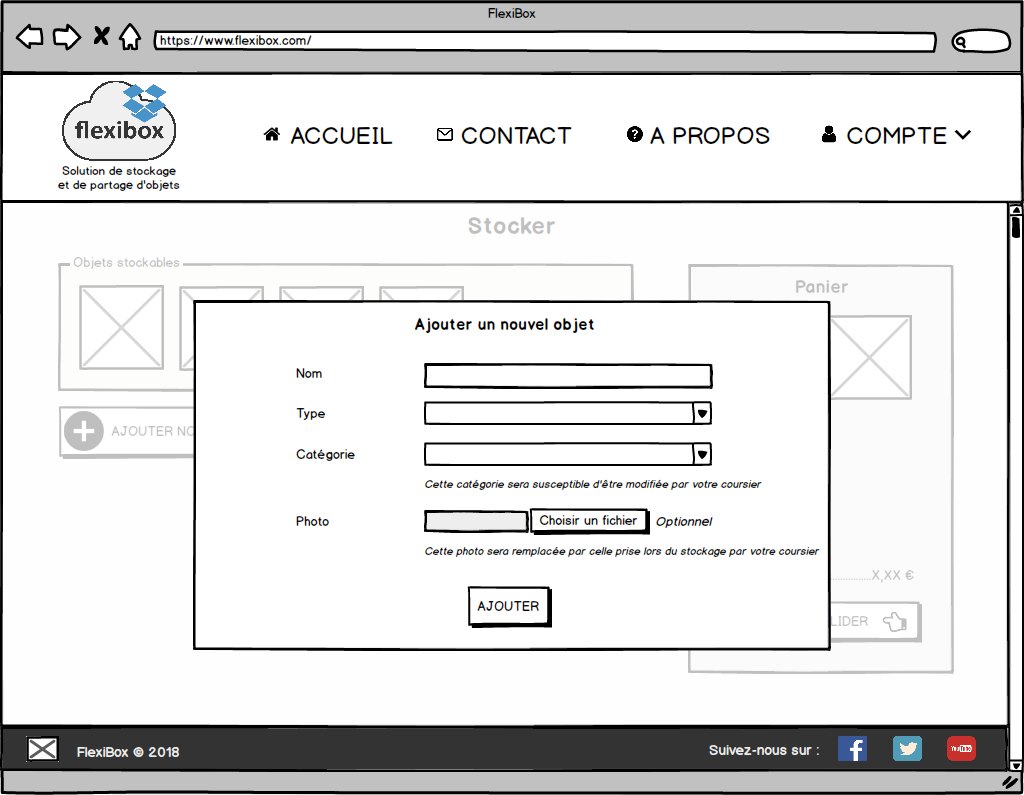 FlexiBox
https://www.flexibox.com/
flexibox
Solution de stockage
et de partage d'objets
ACCUEIL
CONTACT
A PROPOS
COMPTE
Stocker
Objets stockables
Panier
AJOUTER NO
Ajouter un nouvel objet
Nom
Type
Catégorie
Cette catégorie sera susceptible d'être modifiée par votre coursier
Photo
Choisir un fichier
Optionnel
Cette photo sera remplacée par celle prise lors du stockage par votre coursier
AJOUTER
X,XX €
LIDER
FlexiBox © 2018
Suivez-nous sur :
YouTube